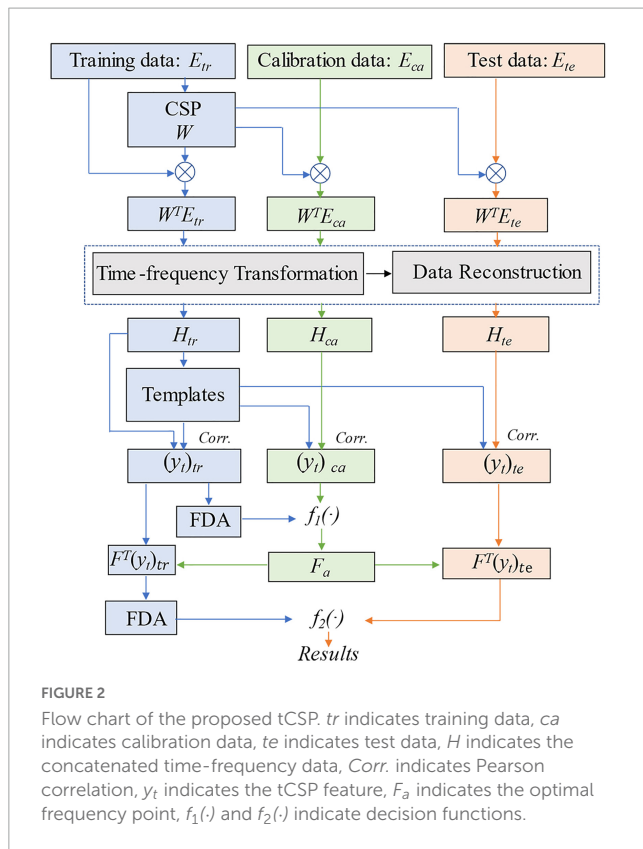 Training data: E_tr
Calibration data: E_ca
Test data: E_te
CSP
W
W^T E_tr
W^T E_ca
W^T E_te
Time-frequency Transformation
Data Reconstruction
H_tr
H_ca
H_te
Templates
Corr.
Corr.
Corr.
(y_t)_tr
(y_t)_ca
(y_t)_te
FDA
f_1(·)
F^T(y_t)_tr
F_a
F^T(y_t)_te
FDA
f_2(·)
Results
FIGURE 2
Flow chart of the proposed tCSP. tr indicates training data, ca
indicates calibration data, te indicates test data, H indicates the
concatenated time-frequency data, Corr. indicates Pearson
correlation, y_t indicates the tCSP feature, F_a indicates the optimal
frequency point, f_1(·) and f_2(·) indicate decision functions.